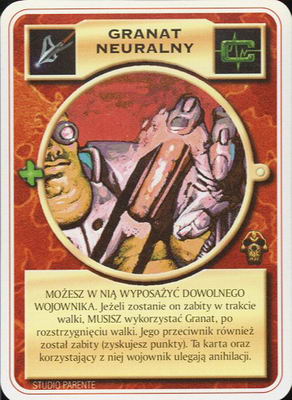 GRANAT
NEURALNY
MOŻESZ W NIĄ WYPOSAŻYĆ DOWOLNEGO
WOJOWNIKA. Jeżeli zostanie on zabity w trakcie
walki, MUSISZ wykorzystać Granat, po
rozstrzygnięciu walki. Jego przeciwnik również
został zabity (zyskujesz punkty). Ta karta oraz
korzystający z niej wojownik ulegają anihilacji.
STUDIO PARENTE